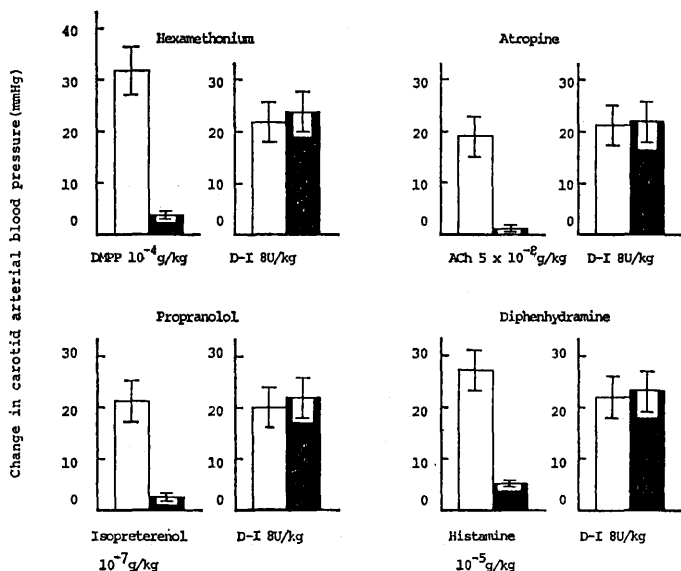 Change in carotid arterial blood pressure(mmHg)
Hexamethonium
40
30
20
10
0
30
20
10
0
DMPP 10⁻⁴g/kg
D-I 8U/kg
Atropine
30
20
10
0
30
20
10
0
ACh 5 x 10⁻⁸g/kg
D-I 8U/kg
Propranolol
30
20
10
0
30
20
10
0
Isopreterenol
10⁻⁷g/kg
D-I 8U/kg
Diphenhydramine
30
20
10
0
30
20
10
0
Histamine
10⁻⁵g/kg
D-I 8U/kg